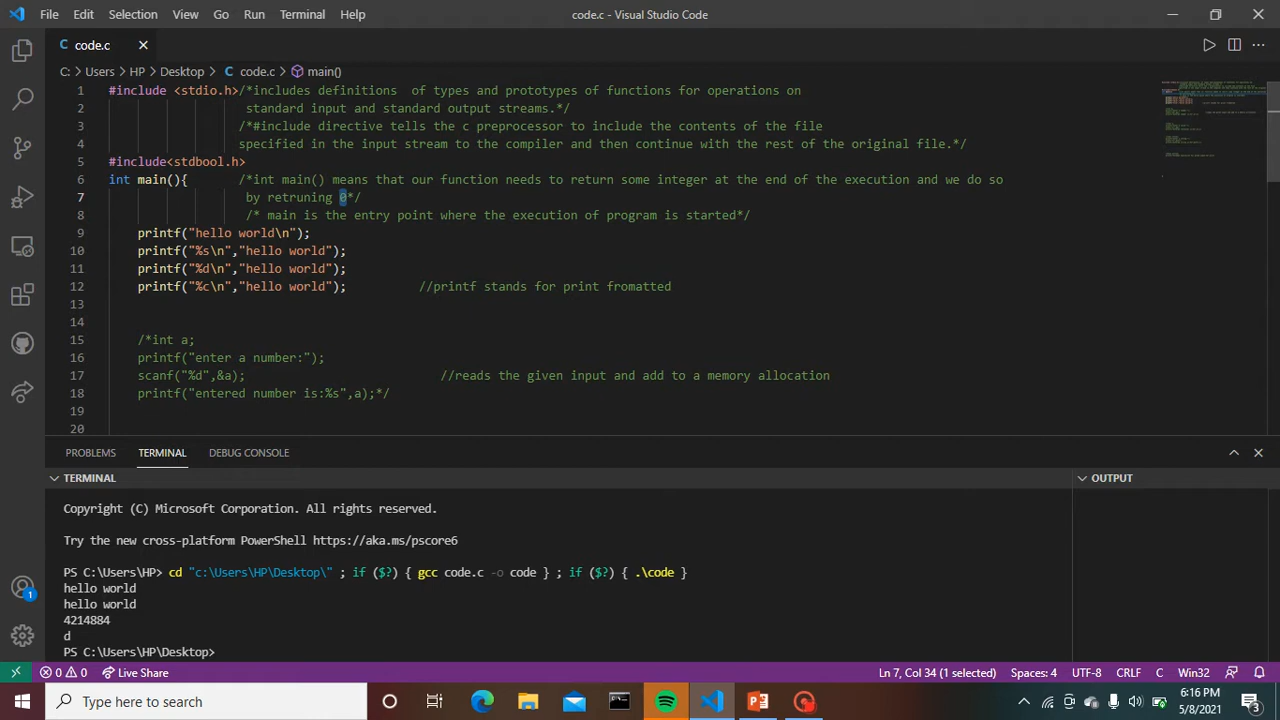 File Edit Selection View Go Run Terminal Help code.c - Visual Studio Code
code.c
C: > Users > HP > Desktop > code.c > main()
1 #include <stdio.h>/*includes definitions  of types and prototypes of functions for operations on
2 standard input and standard output streams.*/
3 /*#include directive tells the c preprocessor to include the contents of the file
4 specified in the input stream to the compiler and then continue with the rest of the original file.*/
5 #include<stdbool.h>
6 int main(){ /*int main() means that our function needs to return some integer at the end of the execution and we do so
7 by retruning 0*/
8 /* main is the entry point where the execution of program is started*/
9 printf("hello world\n");
10 printf("%s\n","hello world");
11 printf("%d\n","hello world");
12 printf("%c\n","hello world"); //printf stands for print fromatted
13
14
15 /*int a;
16 printf("enter a number:");
17 scanf("%d",&a); //reads the given input and add to a memory allocation
18 printf("entered number is:%s",a);*/
19
20
PROBLEMS TERMINAL DEBUG CONSOLE
TERMINAL OUTPUT
Copyright (C) Microsoft Corporation. All rights reserved.
Try the new cross-platform PowerShell https://aka.ms/pscore6
PS C:\Users\HP> cd "c:\Users\HP\Desktop\" ; if ($?) { gcc code.c -o code } ; if ($?) { .\code }
hello world
hello world
4214884
d
PS C:\Users\HP\Desktop>
1
0 0 Live Share Ln 7, Col 34 (1 selected) Spaces: 4 UTF-8 CRLF C Win32
Type here to search
6:16 PM
5/8/2021
3